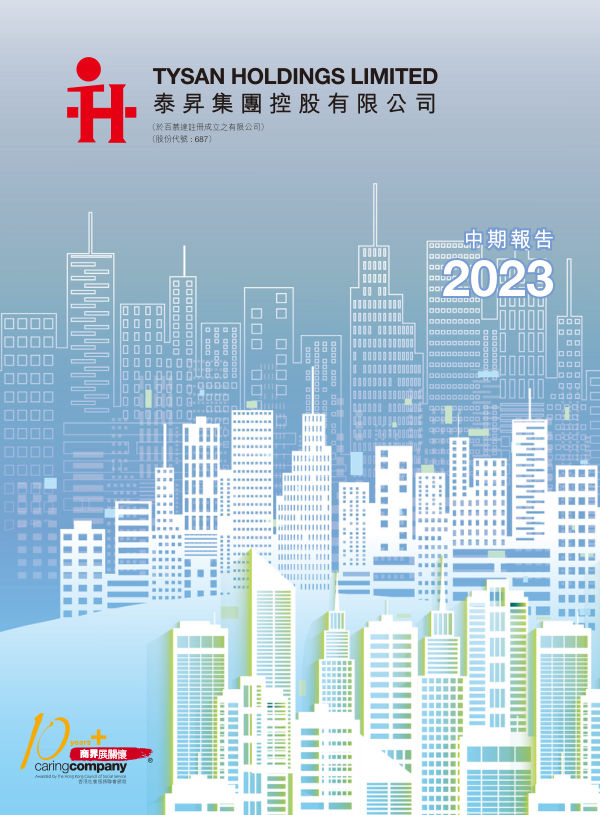 TYSAN HOLDINGS LIMITED
泰昇集團控股有限公司
（於百慕達註冊成立之有限公司）
（股份代號 : 687）
中期報告
2023
10 years+
商界展關懷
caringcompany®
Awarded by The Hong Kong Council of Social Service
香港社會服務聯會頒發